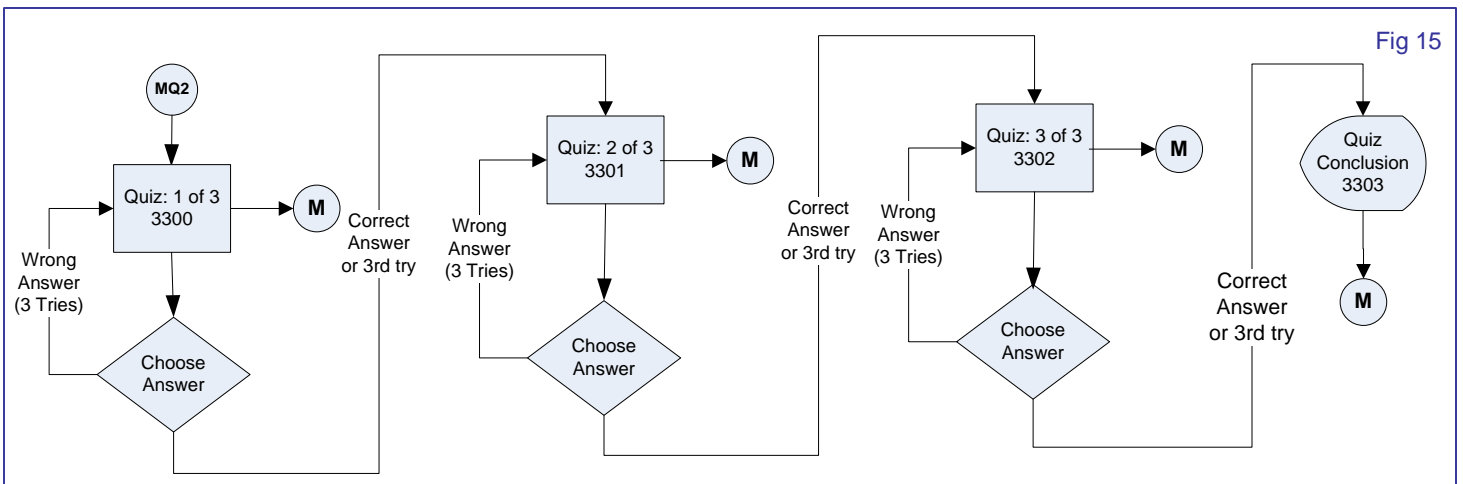 Fig 15
MQ2
Quiz: 1 of 3
3300
M
Wrong
Answer
(3 Tries)
Choose
Answer
Correct
Answer
or 3rd try
Quiz: 2 of 3
3301
M
Wrong
Answer
(3 Tries)
Choose
Answer
Correct
Answer
or 3rd try
Quiz: 3 of 3
3302
M
Wrong
Answer
(3 Tries)
Choose
Answer
Correct
Answer
or 3rd try
Quiz
Conclusion
3303
M